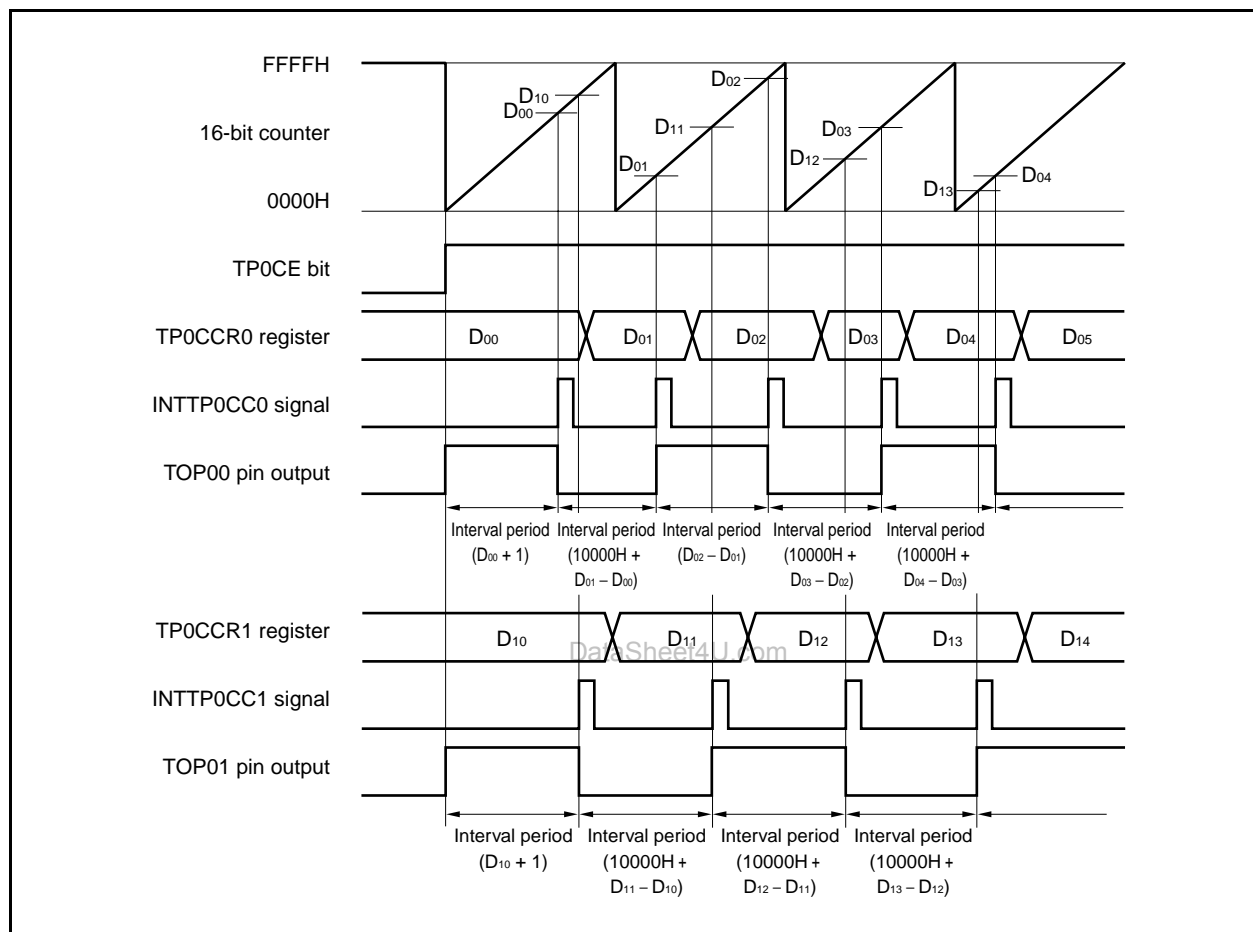 FFFFH
16-bit counter
0000H
D10
D00
D01
D11
D02
D12
D03
D13
D04
TP0CE bit
TP0CCR0 register
D00
D01
D02
D03
D04
D05
INTTP0CC0 signal
TOP00 pin output
Interval period
(D00 + 1)
Interval period
(10000H +
D01 – D00)
Interval period
(D02 – D01)
Interval period
(10000H +
D03 – D02)
Interval period
(10000H +
D04 – D03)
TP0CCR1 register
D10
D11
D12
D13
D14
DataSheet4U.com
INTTP0CC1 signal
TOP01 pin output
Interval period
(D10 + 1)
Interval period
(10000H +
D11 – D10)
Interval period
(10000H +
D12 – D11)
Interval period
(10000H +
D13 – D12)